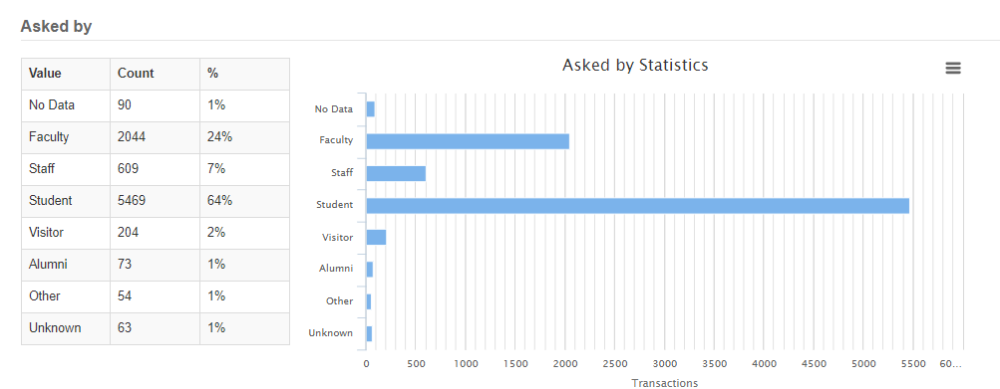 Asked by
Value Count %
No Data 90 1%
Faculty 2044 24%
Staff 609 7%
Student 5469 64%
Visitor 204 2%
Alumni 73 1%
Other 54 1%
Unknown 63 1%
Asked by Statistics
No Data
Faculty
Staff
Student
Visitor
Alumni
Other
Unknown
0 500 1000 1500 2000 2500 3000 3500 4000 4500 5000 5500 60...
Transactions